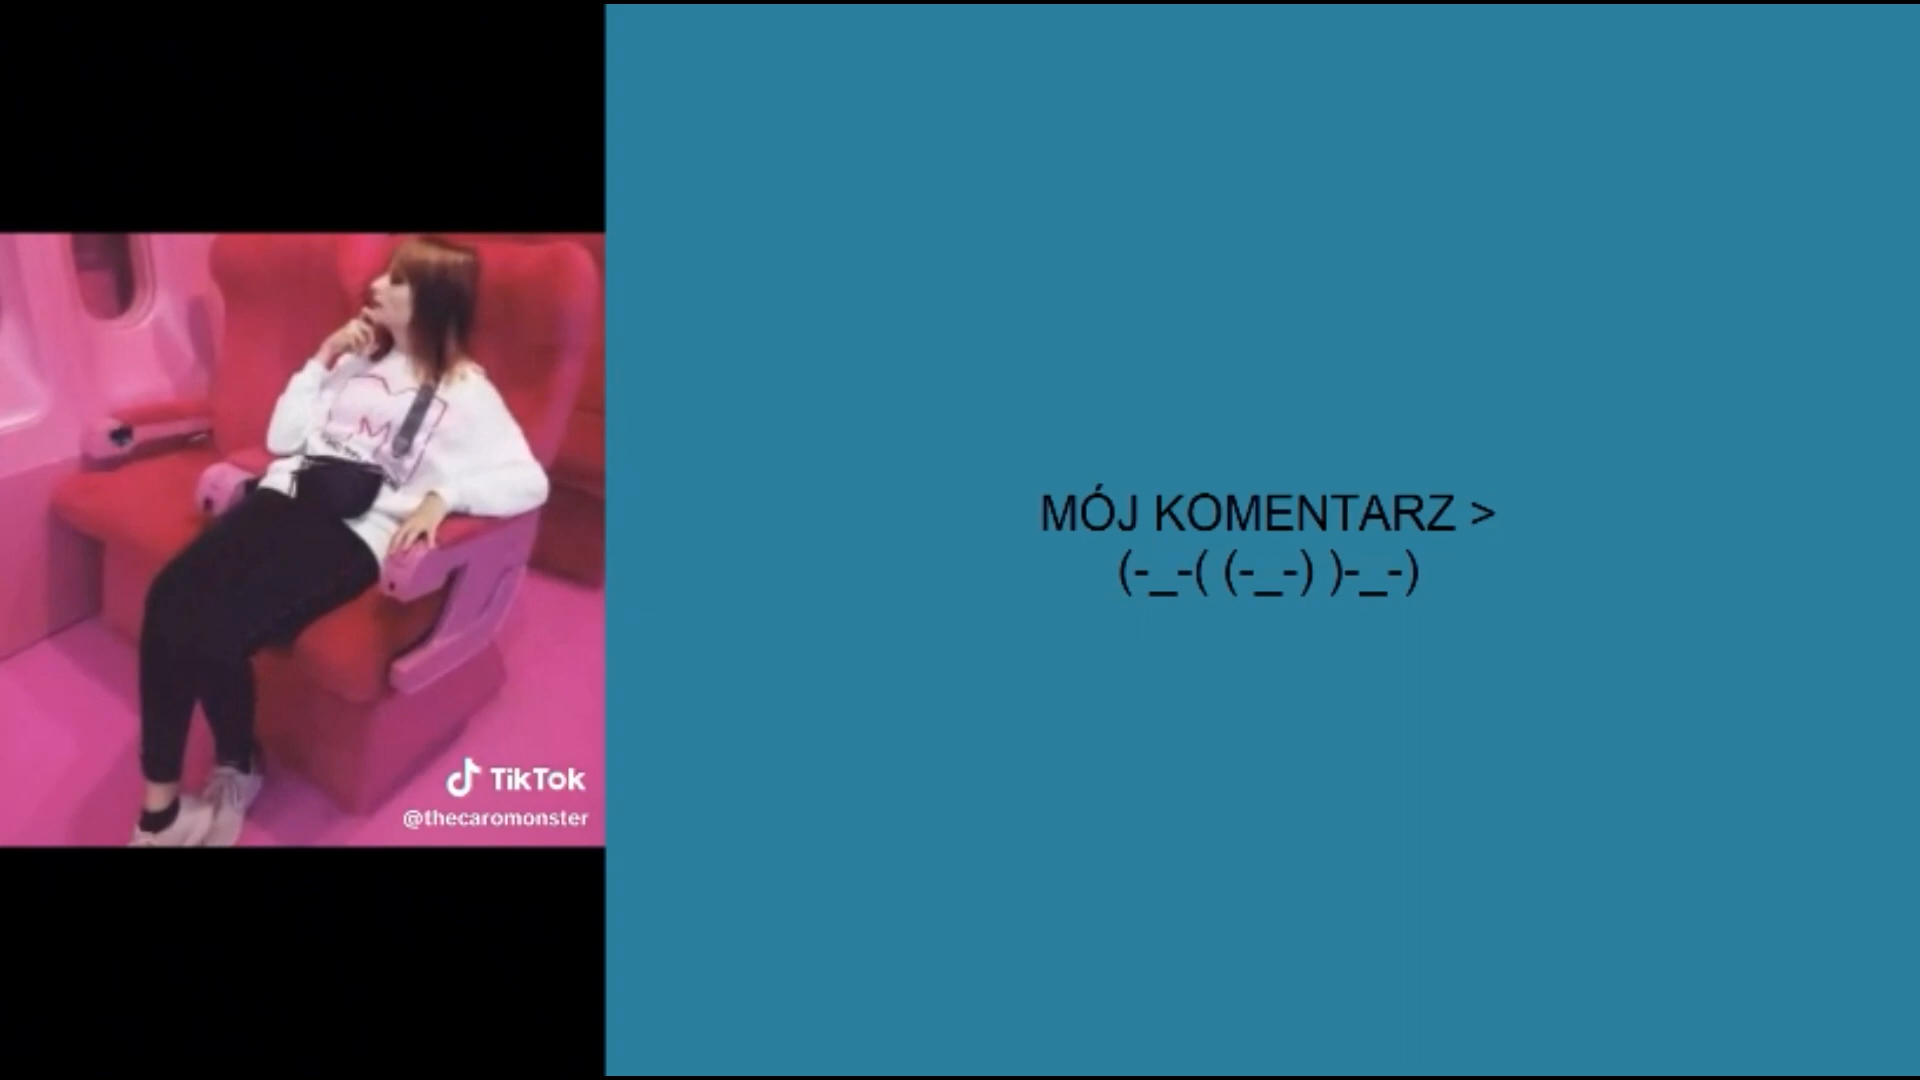 TikTok
@thecaromonster
MÓJ KOMENTARZ >
(-_-( (-_-) )-_-)